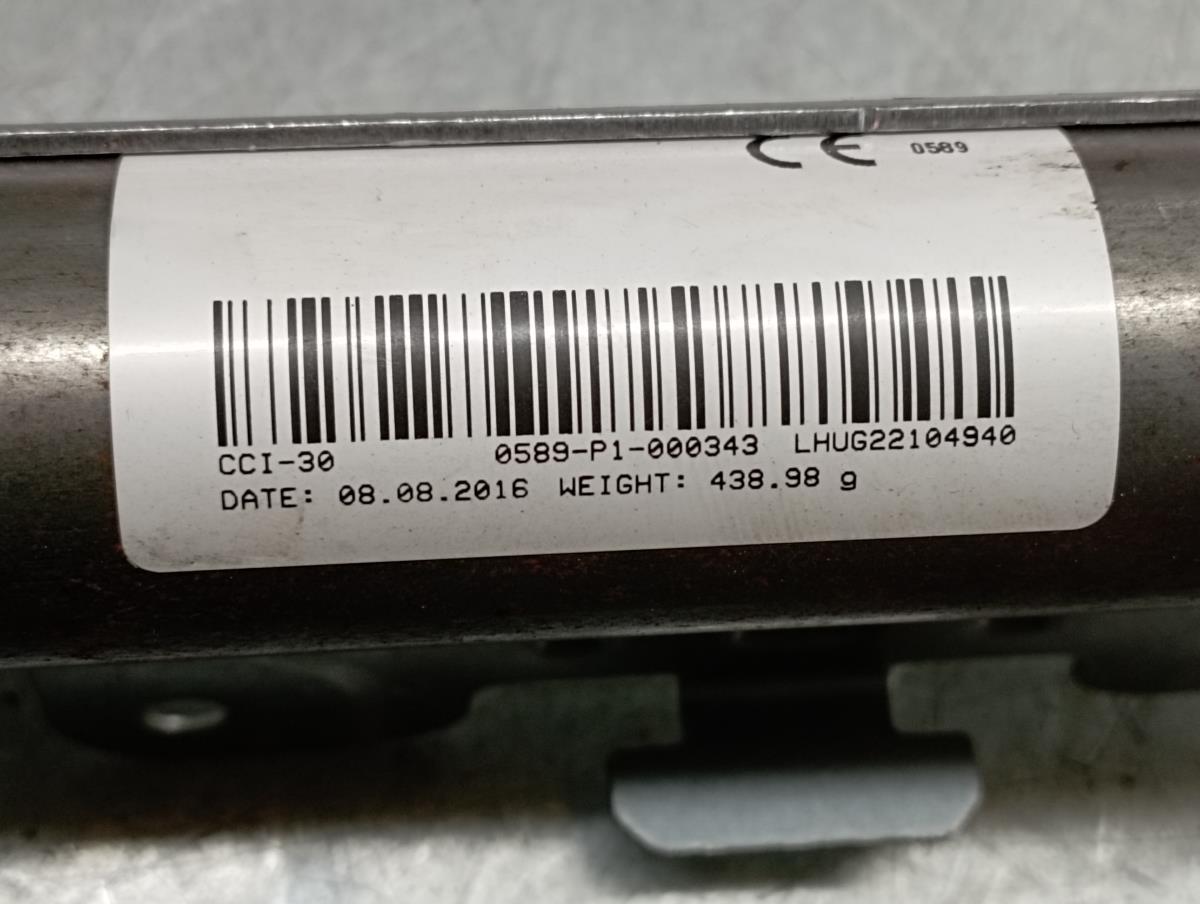 CE 0589
CCI-30 0589-P1-000343 LHUG22104940
DATE: 08.08.2016 WEIGHT: 438.98 g